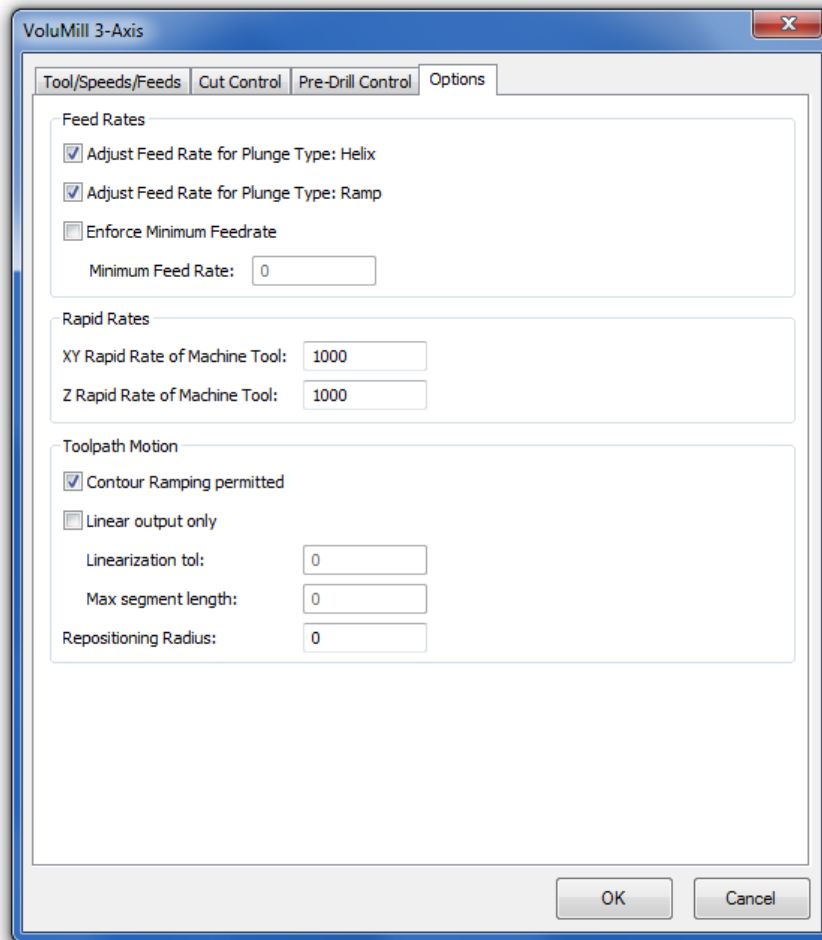 VoluMill 3-Axis
Tool/Speeds/Feeds Cut Control Pre-Drill Control Options
Feed Rates
Adjust Feed Rate for Plunge Type: Helix
Adjust Feed Rate for Plunge Type: Ramp
Enforce Minimum Feedrate
Minimum Feed Rate: 0
Rapid Rates
XY Rapid Rate of Machine Tool: 1000
Z Rapid Rate of Machine Tool: 1000
Toolpath Motion
Contour Ramping permitted
Linear output only
Linearization tol: 0
Max segment length: 0
Repositioning Radius: 0
OK Cancel